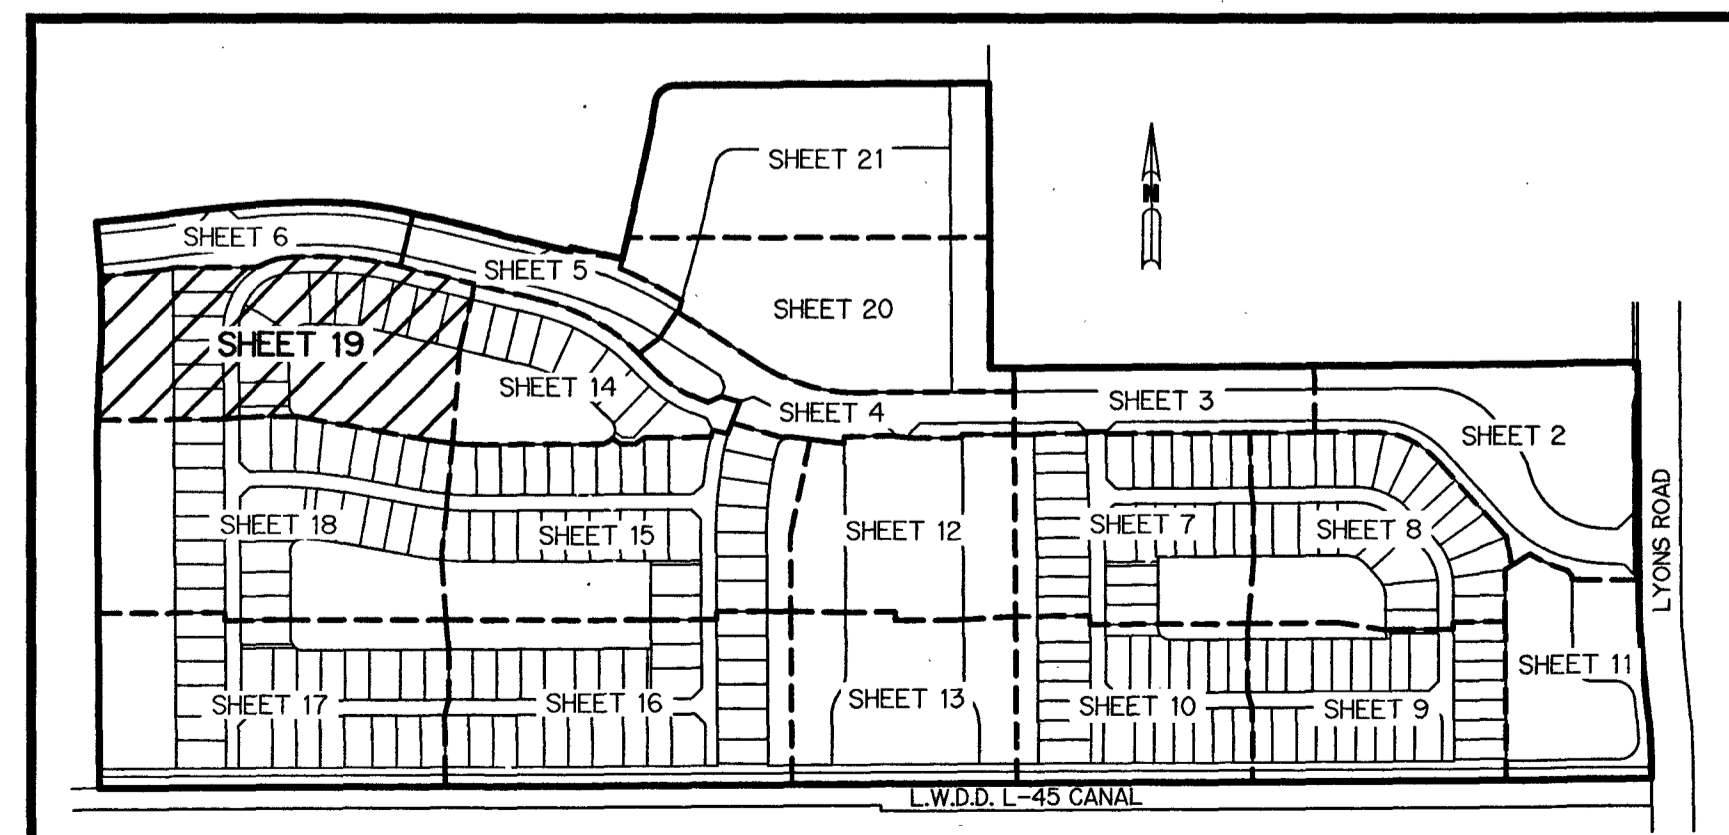 SHEET 21
N
SHEET 6
SHEET 5
SHEET 20
SHEET 19
SHEET 14
SHEET 4
SHEET 3
SHEET 2
SHEET 18
SHEET 15
SHEET 12
SHEET 7
SHEET 8
LYONS ROAD
SHEET 11
SHEET 17
SHEET 16
SHEET 13
SHEET 10
SHEET 9
L.W.D.D. L-45 CANAL